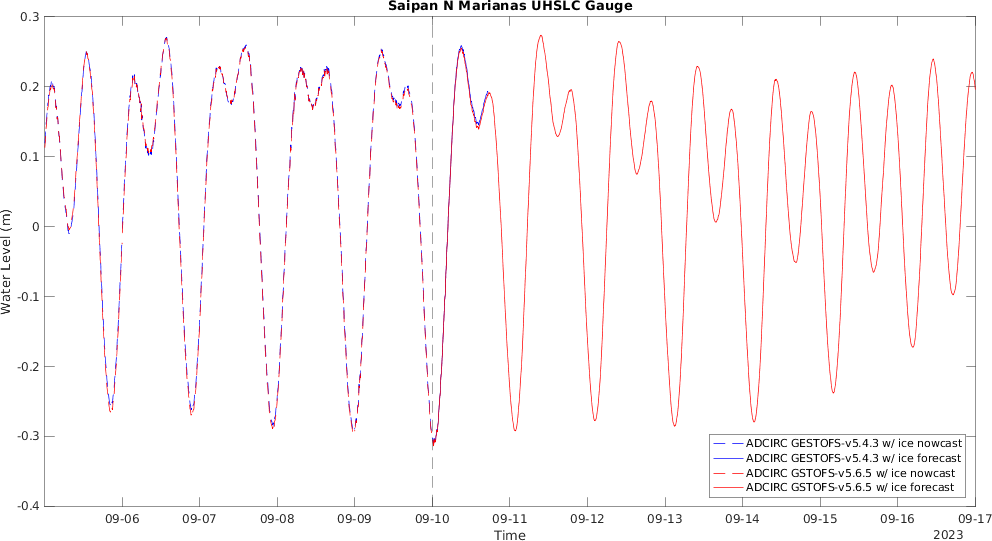 Saipan N Marianas UHSLC Gauge
Water Level (m)
0.3
0.2
0.1
0
-0.1
-0.2
-0.3
-0.4
ADCIRC GESTOFS-v5.4.3 w/ ice nowcast
ADCIRC GESTOFS-v5.4.3 w/ ice forecast
ADCIRC GSTOFS-v5.6.5 w/ ice nowcast
ADCIRC GSTOFS-v5.6.5 w/ ice forecast
09-06 09-07 09-08 09-09 09-10 09-11 09-12 09-13 09-14 09-15 09-16 09-17
Time
2023